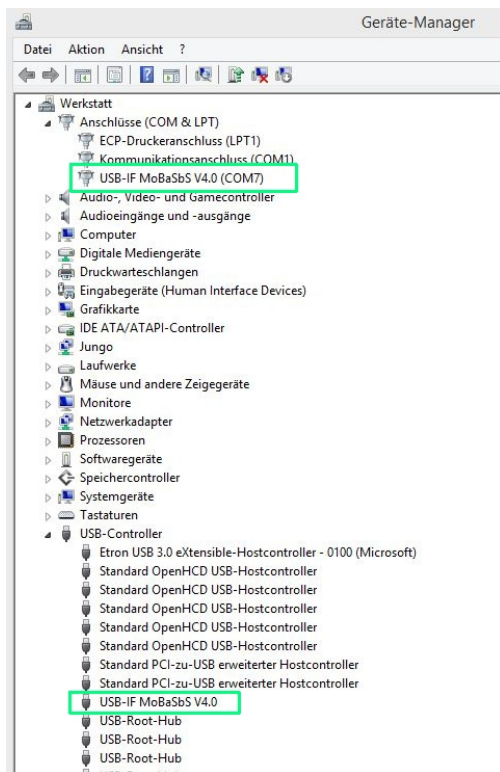 Geräte-Manager
Datei Aktion Ansicht ?
Werkstatt
Anschlüsse (COM & LPT)
ECP-Druckeranschluss (LPT1)
Kommunikationsanschluss (COM1)
USB-IF MoBaSbS V4.0 (COM7)
Audio-, Video- und Gamecontroller
Audioeingänge und -ausgänge
Computer
Digitale Mediengeräte
Druckwarteschlangen
Eingabegeräte (Human Interface Devices)
Grafikkarte
IDE ATA/ATAPI-Controller
Jungo
Laufwerke
Mäuse und andere Zeigegeräte
Monitore
Netzwerkadapter
Prozessoren
Softwaregeräte
Speichercontroller
Systemgeräte
Tastaturen
USB-Controller
Etron USB 3.0 eXtensible-Hostcontroller - 0100 (Microsoft)
Standard OpenHCD USB-Hostcontroller
Standard OpenHCD USB-Hostcontroller
Standard OpenHCD USB-Hostcontroller
Standard OpenHCD USB-Hostcontroller
Standard OpenHCD USB-Hostcontroller
Standard PCI-zu-USB erweiterter Hostcontroller
Standard PCI-zu-USB erweiterter Hostcontroller
USB-IF MoBaSbS V4.0
USB-Root-Hub
USB-Root-Hub
USB-Root-Hub